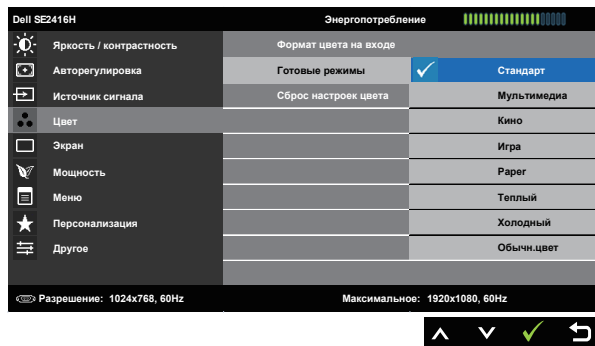 Dell SE2416H Энергопотребление
Яркость / контрастность Формат цвета на входе
Авторегулировка Готовые режимы Стандарт
Источник сигнала Сброс настроек цвета Мультимедиа
Цвет Кино
Экран Игра
Мощность Paper
Меню Теплый
Персонализация Холодный
Другое Обычн.цвет
Разрешение: 1024x768, 60Hz Максимально: 1920x1080, 60Hz